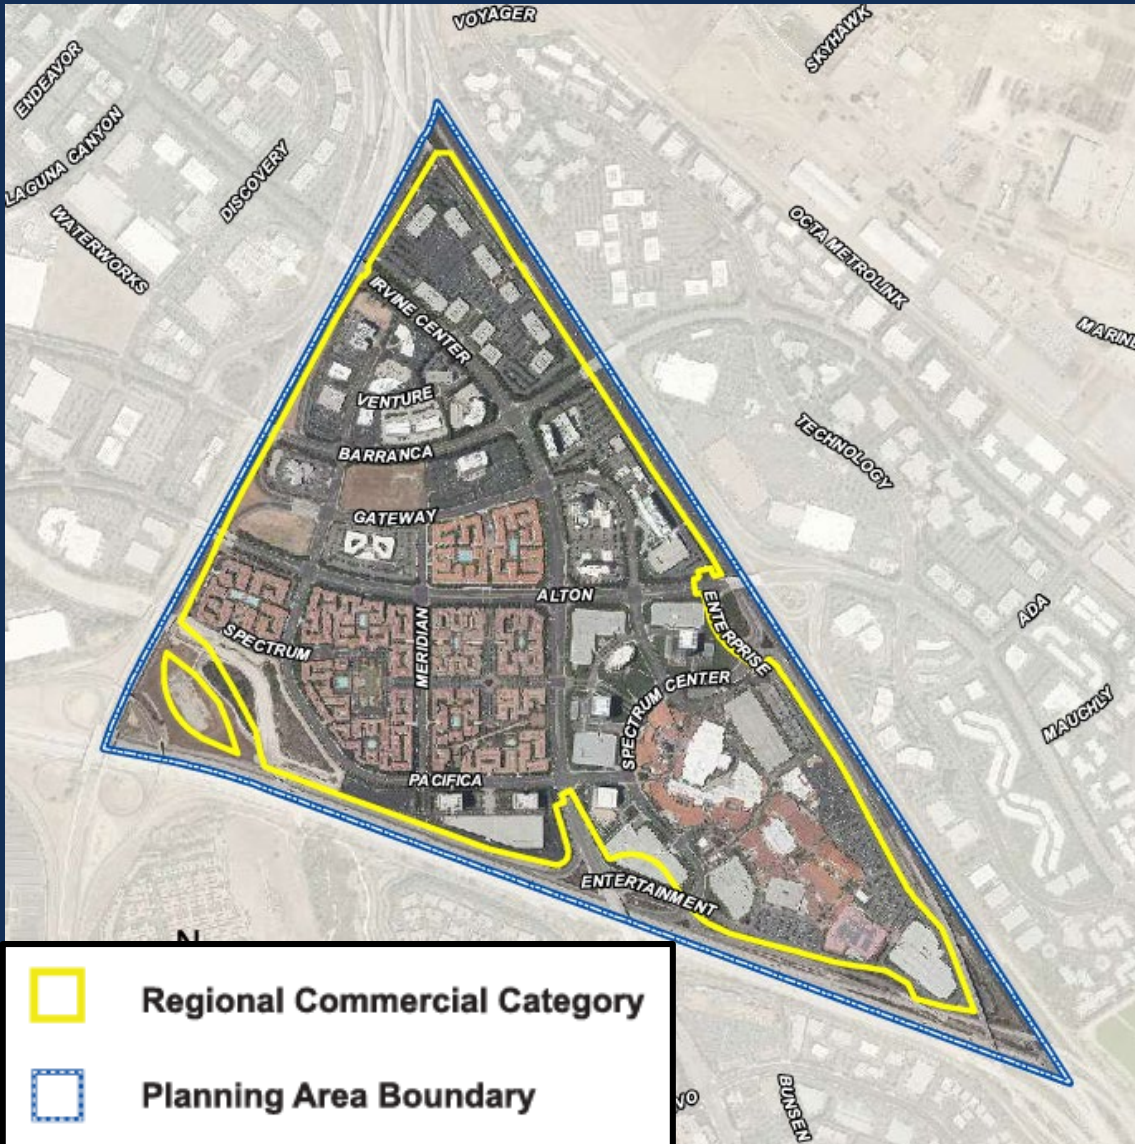 VOYAGER
SKYHAWK
ENDEAVOR
LAGUNA CANYON
DISCOVERY
WATERWORKS
OCTA METROLINK
IRVINE CENTER
VENTURE
BARRANCA
TECHNOLOGY
GATEWAY
ALTON
ENTERPRISE
ADA
MERIDIAN
SPECTRUM
SPECTRUM CENTER
MAUCHLY
PACIFICA
ENTERTAINMENT
Regional Commercial Category
Planning Area Boundary
BUNSEN